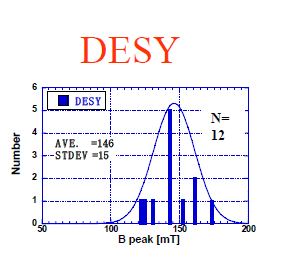 DESY
6
DESY
5
N=
12
4
AVE. =146
STDEV =15
3
2
1
0
Number
50
100
150
200
B peak [mT]